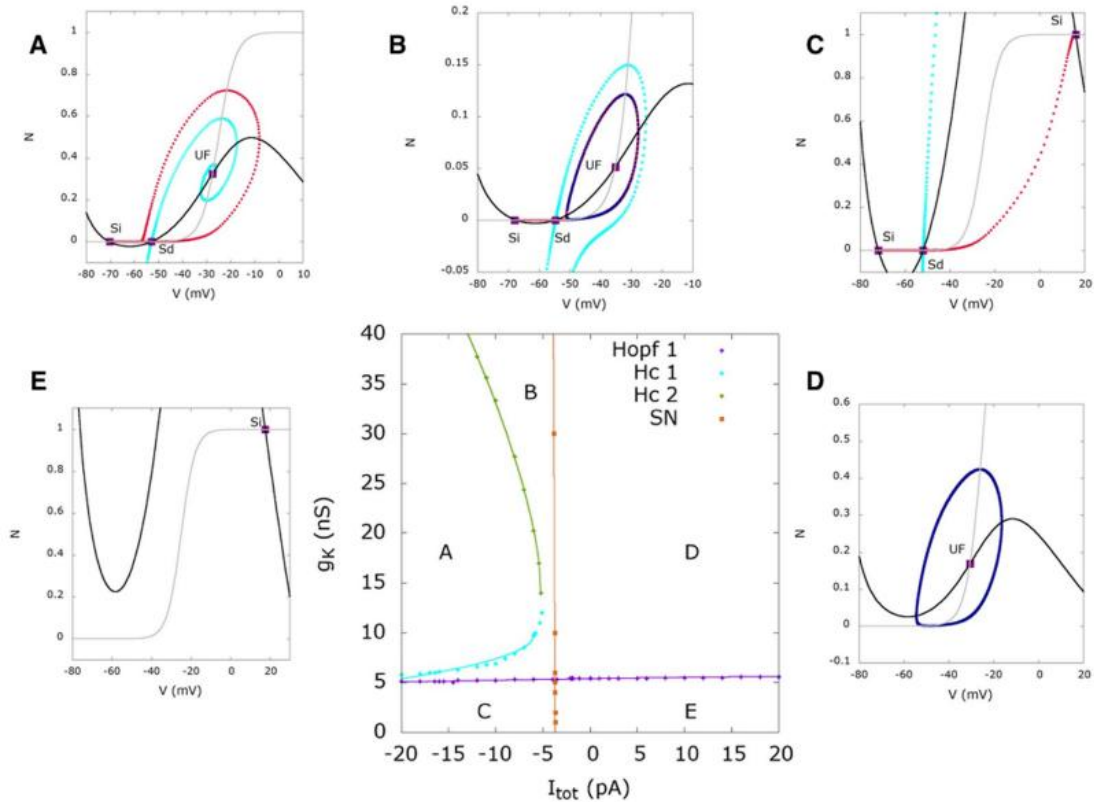 A
N
1
0.8
0.6
0.4
0.2
0
UF
Si
Sd
-80 -70 -60 -50 -40 -30 -20 -10 0 10
V (mV)
B
N
0.2
0.15
0.1
0.05
0
-0.05
UF
Si
Sd
-80 -70 -60 -50 -40 -30 -20 -10
V (mV)
C
N
1
0.8
0.6
0.4
0.2
0
Si
Si
Sd
-80 -60 -40 -20 0 20
V (mV)
E
N
1
0.8
0.6
0.4
0.2
0
Si
-80 -60 -40 -20 0 20
V (mV)
gK (nS)
40
35
30
25
20
15
10
5
0
Hopf 1
Hc 1
Hc 2
SN
B
A
D
C
E
-20 -15 -10 -5 0 5 10 15 20
Itot (pA)
D
N
0.6
0.5
0.4
0.3
0.2
0.1
0
-0.1
UF
-80 -60 -40 -20 0 20
V (mV)